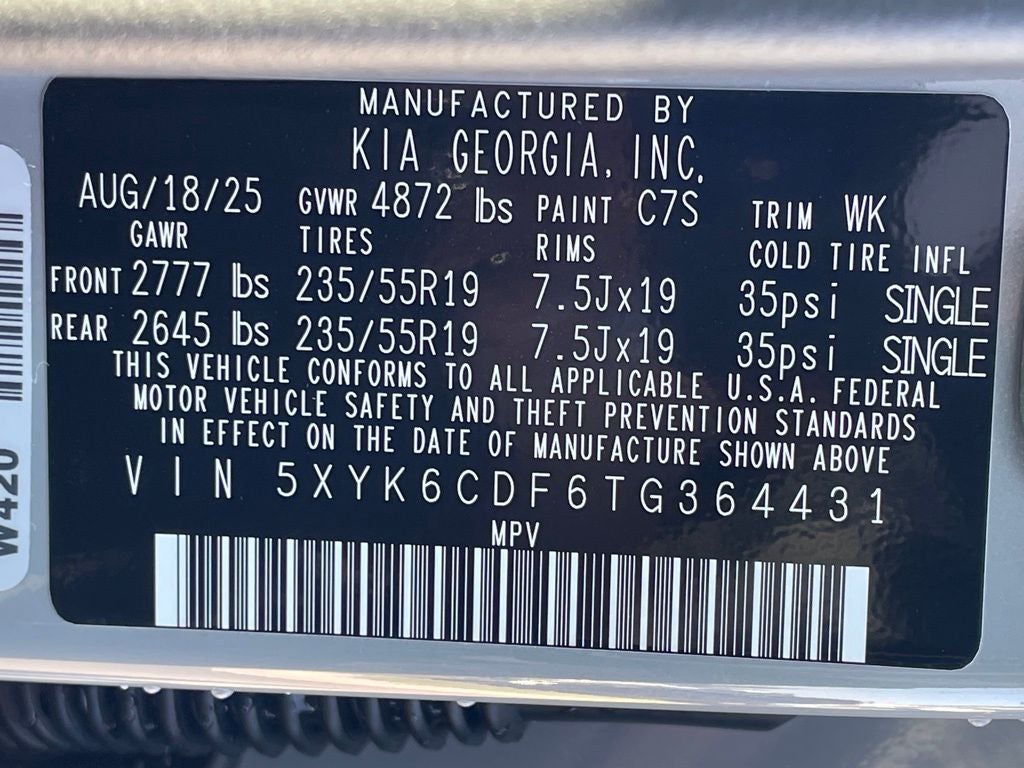 MANUFACTURED BY
KIA GEORGIA, INC.
AUG/18/25 GVWR 4872 lbs PAINT C7S TRIM WK
GAWR TIRES RIMS COLD TIRE INFL
FRONT 2777 lbs 235/55R19 7.5Jx19 35psi SINGLE
REAR 2645 lbs 235/55R19 7.5Jx19 35psi SINGLE
THIS VEHICLE CONFORMS TO ALL APPLICABLE U.S.A. FEDERAL
MOTOR VEHICLE SAFETY AND THEFT PREVENTION STANDARDS
IN EFFECT ON THE DATE OF MANUFACTURE SHOWN ABOVE
VIN 5XYK6CDF6TG364431
MPV
W420